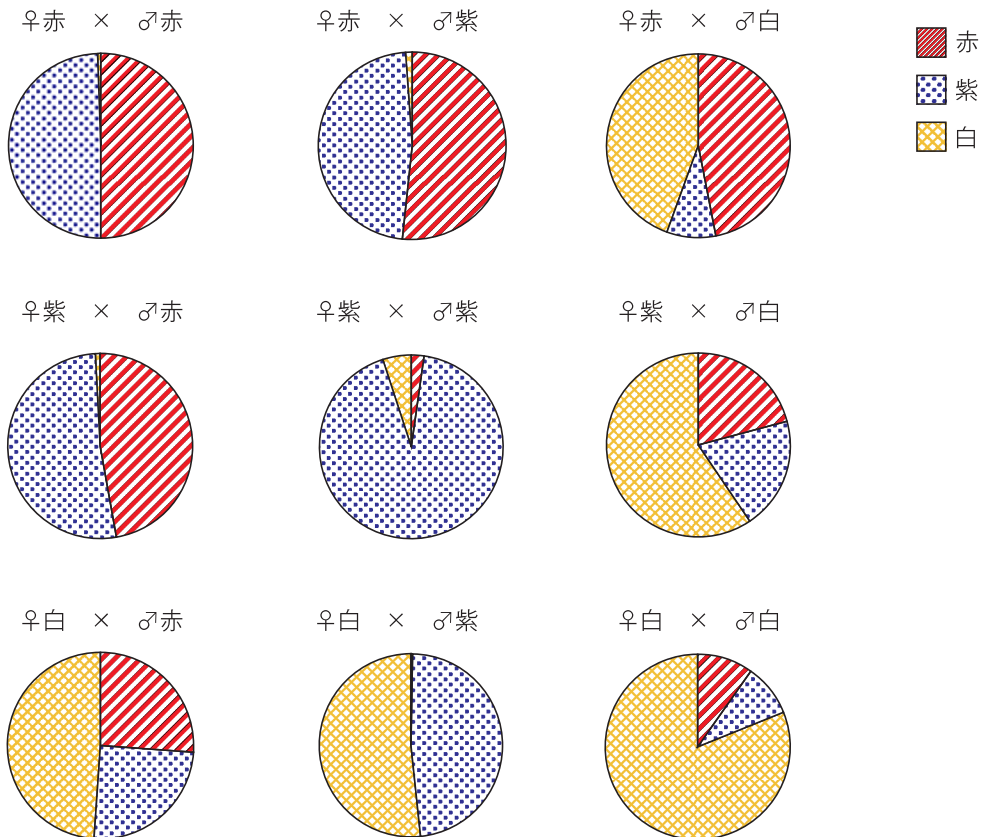 ♀赤 × ♂赤
♀赤 × ♂紫
♀赤 × ♂白
赤
紫
白
♀紫 × ♂赤
♀紫 × ♂紫
♀紫 × ♂白
♀白 × ♂赤
♀白 × ♂紫
♀白 × ♂白